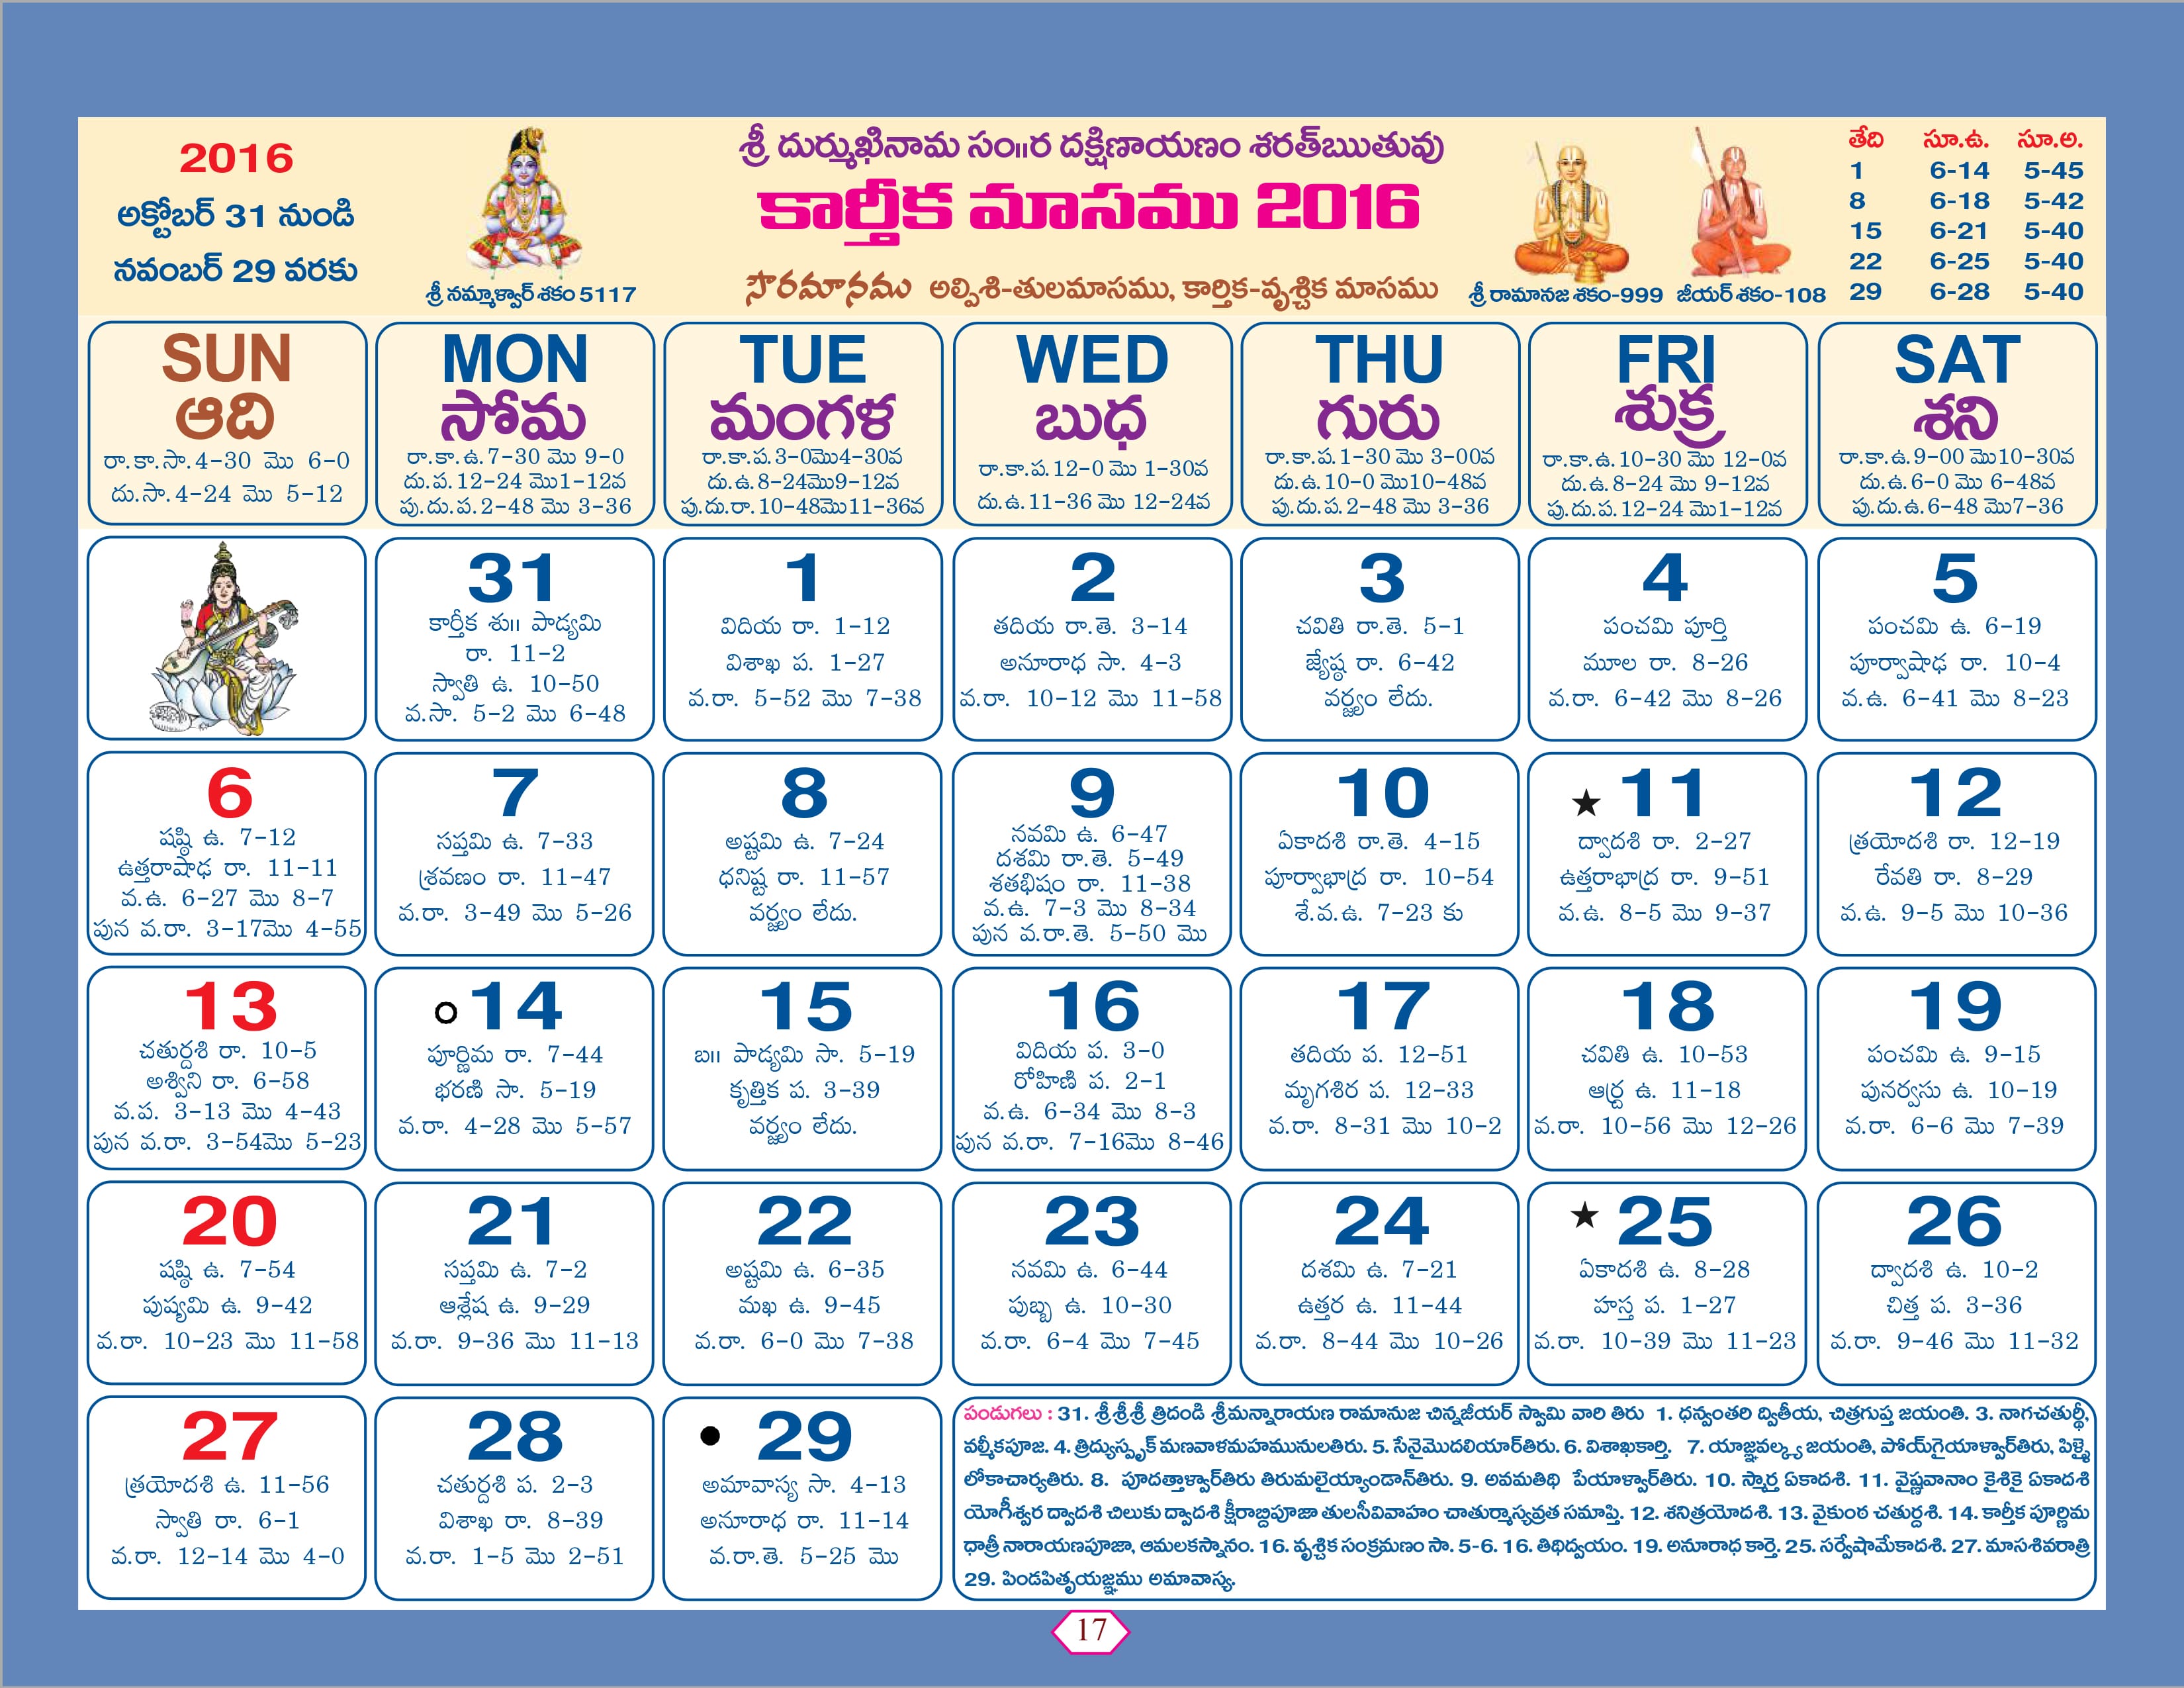 2016
అక్టోబర్ 31 నుండి
నవంబర్ 29 వరకు
శ్రీ నమ్మాళ్వార్ శకం 5117
శ్రీ దుర్ముఖినామ సం॥ర దక్షిణాయణం శరత్ఋతువు
కార్తీక మాసము 2016
సౌరమానము అల్పిశి-తులమాసము, కార్తిక-వృశ్చిక మాసము
శ్రీ రామానజ శకం-999 జీయర్ శకం-108
తేది సూ.ఉ. సూ.అ.
1 6-14 5-45
8 6-18 5-42
15 6-21 5-40
22 6-25 5-40
29 6-28 5-40
SUN
ఆది
రా.కా.సా.4-30 మొ 6-0
దు.సా.4-24 మొ 5-12
MON
సోమ
రా.కా.ఉ.7-30 మొ 9-0
దు.ప.12-24 మొ1-12వ
పు.దు.ప.2-48 మొ 3-36
TUE
మంగళ
రా.కా.ప.3-0మొ4-30వ
దు.ఉ.8-24మొ9-12వ
పు.దు.రా.10-48మొ11-36వ
WED
బుధ
రా.కా.ప.12-0 మొ 1-30వ
దు.ఉ.11-36 మొ 12-24వ
THU
గురు
రా.కా.ప.1-30 మొ 3-00వ
దు.ఉ.10-0 మొ10-48వ
పు.దు.ప.2-48 మొ 3-36
FRI
శుక్ర
రా.కా.ఉ.10-30 మొ 12-0వ
దు.ఉ.8-24 మొ 9-12వ
పు.దు.ప.12-24 మొ1-12వ
SAT
శని
రా.కా.ఉ.9-00 మొ10-30వ
దు.ఉ.6-0 మొ 6-48వ
పు.దు.ఉ.6-48 మొ7-36
31
కార్తీక శు॥ పాడ్యమి
రా. 11-2
స్వాతి ఉ. 10-50
వ.సా. 5-2 మొ 6-48
1
విదియ రా. 1-12
విశాఖ ప. 1-27
వ.రా. 5-52 మొ 7-38
2
తదియ రా.తె. 3-14
అనూరాధ సా. 4-3
వ.రా. 10-12 మొ 11-58
3
చవితి రా.తె. 5-1
జ్యేష్ఠ రా. 6-42
వర్జ్యం లేదు.
4
పంచమి పూర్తి
మూల రా. 8-26
వ.రా. 6-42 మొ 8-26
5
పంచమి ఉ. 6-19
పూర్వాషాఢ రా. 10-4
వ.ఉ. 6-41 మొ 8-23
6
షష్ఠి ఉ. 7-12
ఉత్తరాషాఢ రా. 11-11
వ.ఉ. 6-27 మొ 8-7
పున వ.రా. 3-17మొ 4-55
7
సప్తమి ఉ. 7-33
శ్రవణం రా. 11-47
వ.రా. 3-49 మొ 5-26
8
అష్టమి ఉ. 7-24
ధనిష్ట రా. 11-57
వర్జ్యం లేదు.
9
నవమి ఉ. 6-47
దశమి రా.తె. 5-49
శతభిషం రా. 11-38
వ.ఉ. 7-3 మొ 8-34
పున వ.రా.తె. 5-50 మొ
10
ఏకాదశి రా.తె. 4-15
పూర్వాభాద్ర రా. 10-54
శే.వ.ఉ. 7-23 కు
★ 11
ద్వాదశి రా. 2-27
ఉత్తరాభాద్ర రా. 9-51
వ.ఉ. 8-5 మొ 9-37
12
త్రయోదశి రా. 12-19
రేవతి రా. 8-29
వ.ఉ. 9-5 మొ 10-36
13
చతుర్దశి రా. 10-5
అశ్విని రా. 6-58
వ.ప. 3-13 మొ 4-43
పున వ.రా. 3-54మొ 5-23
14
పూర్ణిమ రా. 7-44
భరణి సా. 5-19
వ.రా. 4-28 మొ 5-57
15
బ॥ పాడ్యమి సా. 5-19
కృత్తిక ప. 3-39
వర్జ్యం లేదు.
16
విదియ ప. 3-0
రోహిణి ప. 2-1
వ.ఉ. 6-34 మొ 8-3
పున వ.రా. 7-16మొ 8-46
17
తదియ ప. 12-51
మృగశిర ప. 12-33
వ.రా. 8-31 మొ 10-2
18
చవితి ఉ. 10-53
ఆర్ద్ర ఉ. 11-18
వ.రా. 10-56 మొ 12-26
19
పంచమి ఉ. 9-15
పునర్వసు ఉ. 10-19
వ.రా. 6-6 మొ 7-39
20
షష్ఠి ఉ. 7-54
పుష్యమి ఉ. 9-42
వ.రా. 10-23 మొ 11-58
21
సప్తమి ఉ. 7-2
ఆశ్లేష ఉ. 9-29
వ.రా. 9-36 మొ 11-13
22
అష్టమి ఉ. 6-35
మఖ ఉ. 9-45
వ.రా. 6-0 మొ 7-38
23
నవమి ఉ. 6-44
పుబ్బ ఉ. 10-30
వ.రా. 6-4 మొ 7-45
24
దశమి ఉ. 7-21
ఉత్తర ఉ. 11-44
వ.రా. 8-44 మొ 10-26
★ 25
ఏకాదశి ఉ. 8-28
హస్త ప. 1-27
వ.రా. 10-39 మొ 11-23
26
ద్వాదశి ఉ. 10-2
చిత్త ప. 3-36
వ.రా. 9-46 మొ 11-32
27
త్రయోదశి ఉ. 11-56
స్వాతి రా. 6-1
వ.రా. 12-14 మొ 4-0
28
చతుర్దశి ప. 2-3
విశాఖ రా. 8-39
వ.రా. 1-5 మొ 2-51
29
అమావాస్య సా. 4-13
అనూరాధ రా. 11-14
వ.రా.తె. 5-25 మొ
పండుగలు : 31. శ్రీశ్రీశ్రీ త్రిదండి శ్రీమన్నారాయణ రామానుజ చిన్నజీయర్ స్వామి వారి తిరు 1. ధన్వంతరి ద్వితీయ, చిత్రగుప్త జయంతి. 3. నాగచతుర్థీ,
వల్మీకపూజ. 4. త్రిద్యుస్పృక్ మణవాళమహమునులతిరు. 5. సేనైమొదలియార్‌తిరు. 6. విశాఖకార్తి. 7. యాజ్ఞవల్క్య జయంతి, పోయ్‌గైయాళ్వార్‌తిరు, పిళ్ళై
లోకాచార్యతిరు. 8. పూదత్తాళ్వార్‌తిరు తిరుమలైయ్యాండాన్‌తిరు. 9. అవమతిథి పేయాళ్వార్‌తిరు. 10. స్మార్త ఏకాదశి. 11. వైష్ణవానాం కైశికై ఏకాదశి
యోగీశ్వర ద్వాదశి చిలుకు ద్వాదశి క్షీరాబ్దిపూజా తులసీవివాహం చాతుర్మాస్యవ్రత సమాప్తి. 12. శనిత్రయోదశి. 13. వైకుంఠ చతుర్దశి. 14. కార్తీక పూర్ణిమ
ధాత్రీ నారాయణపూజా, ఆమలకస్నానం. 16. వృశ్చిక సంక్రమణం సా. 5-6. 16. తిథిద్వయం. 19. అనూరాధ కార్తె. 25. సర్వేషామేకాదశి. 27. మాసశివరాత్రి
29. పిండపితృయజ్ఞము అమావాస్య.
17